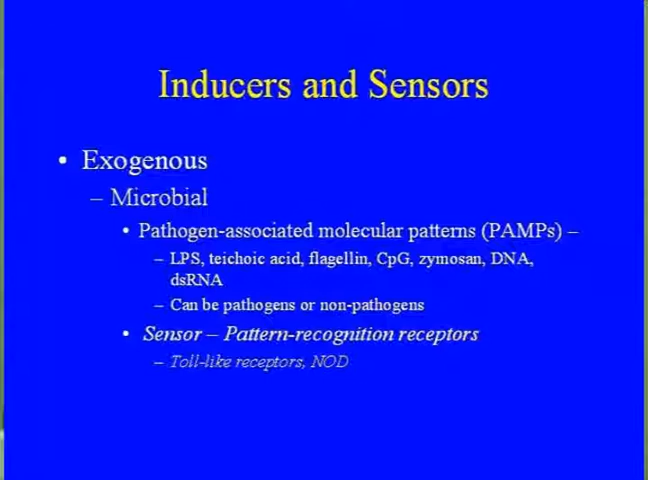 Inducers and Sensors
• Exogenous
– Microbial
• Pathogen-associated molecular patterns (PAMPs) –
– LPS, teichoic acid, flagellin, CpG, zymosan, DNA,
dsRNA
– Can be pathogens or non-pathogens
• Sensor – Pattern-recognition receptors
– Toll-like receptors, NOD